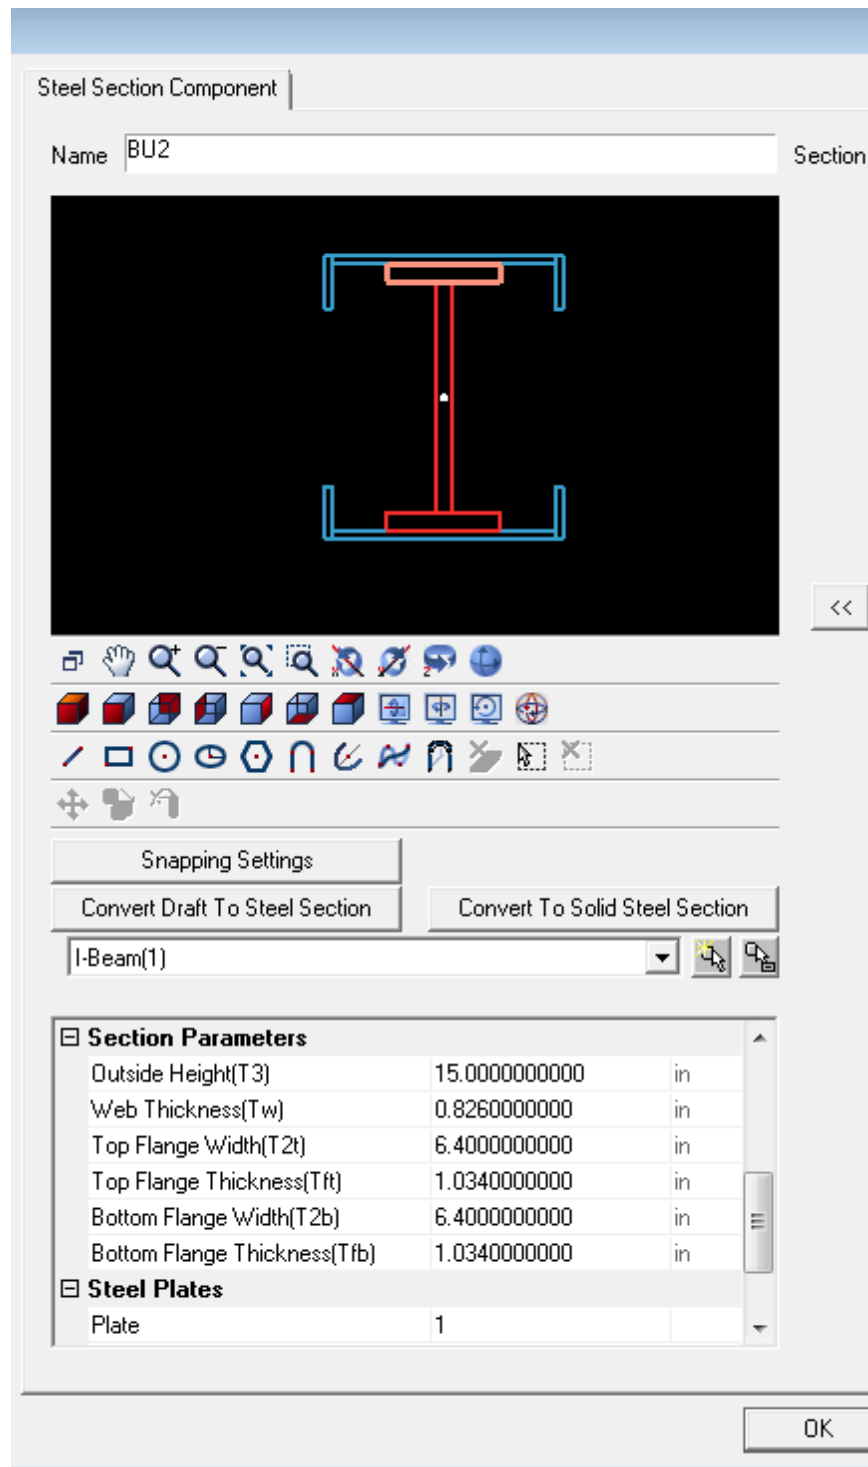 Steel Section Component
Name BU2 Section
<<
Snapping Settings
Convert Draft To Steel Section Convert To Solid Steel Section
I-Beam(1)
Section Parameters
Outside Height(T3) 15.0000000000 in
Web Thickness(Tw) 0.8260000000 in
Top Flange Width(T2t) 6.4000000000 in
Top Flange Thickness(Tft) 1.0340000000 in
Bottom Flange Width(T2b) 6.4000000000 in
Bottom Flange Thickness(Tfb) 1.0340000000 in
Steel Plates
Plate 1
OK